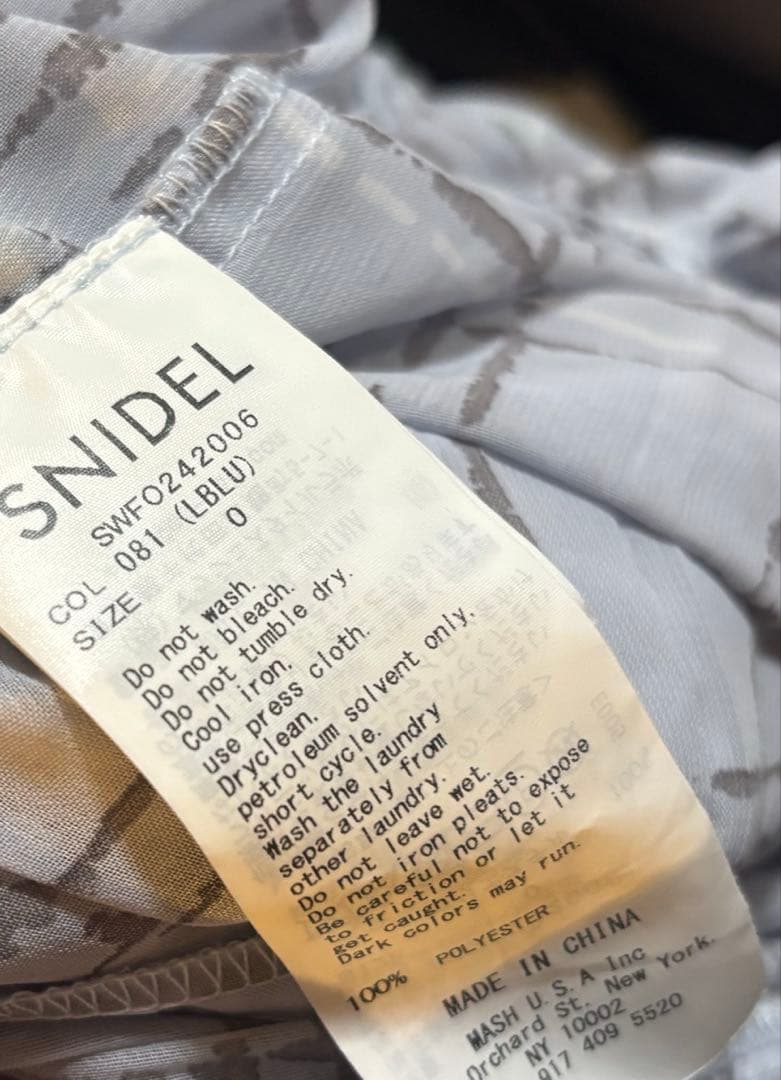 SNIDEL
SWFO242006
COL 081 (LBLU)
SIZE 0
Do not wash.
Do not bleach.
Do not tumble dry.
Cool iron.
use press cloth.
Dryclean.
petroleum solvent only.
short cycle.
Wash the laundry
separately from
other laundry.
Do not leave wet.
Do not iron pleats.
Be careful not to expose
to friction or let it
get caught.
Dark colors may run.
100% POLYESTER
MADE IN CHINA
MASH U.S.A Inc
Orchard St. New York.
NY 10002
917 409 5520